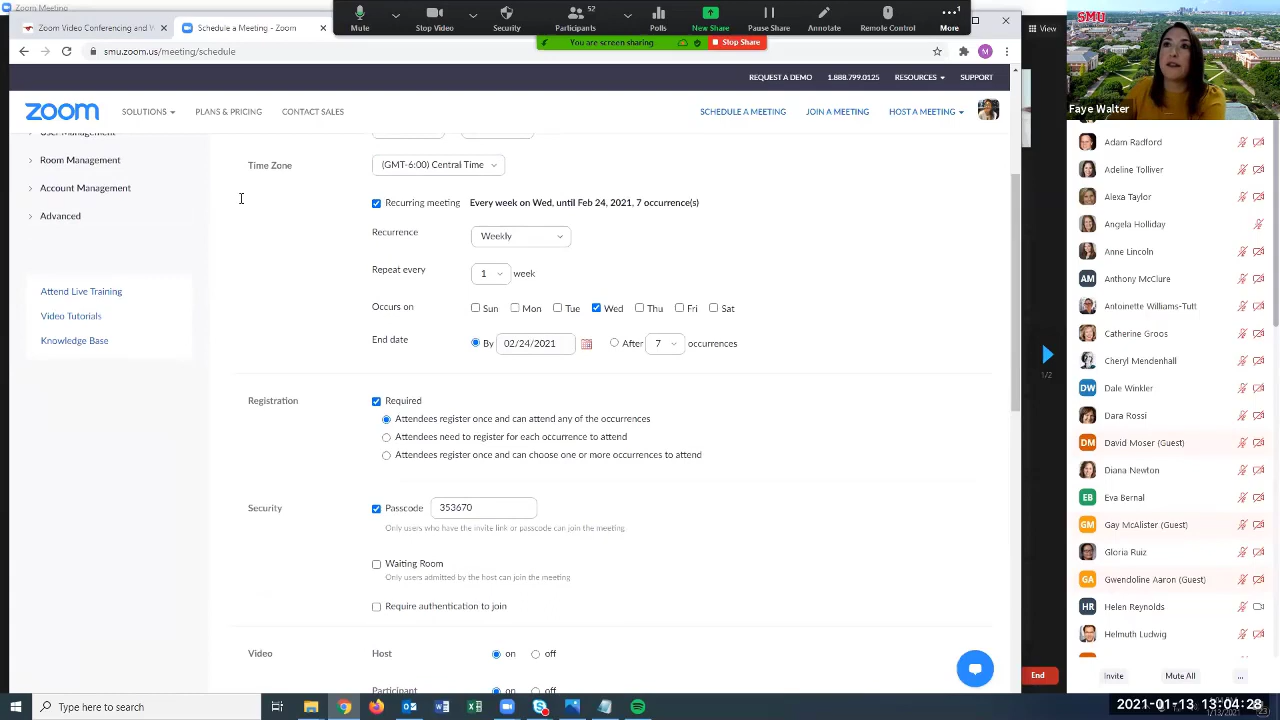 Zoom Meeting
Zoom Video Conferencing
Schedule a Meeting - Zoom
Mute
Stop Video
Security
52
Participants
Polls
New Share
Pause Share
Annotate
Remote Control
1
More
You are screen sharing
Stop Share
View
SMU
smu.zoom.us/meeting/schedule
M
REQUEST A DEMO
1.888.799.0125
RESOURCES
SUPPORT
zoom
SOLUTIONS
PLANS & PRICING
CONTACT SALES
SCHEDULE A MEETING
JOIN A MEETING
HOST A MEETING
User Management
Room Management
Account Management
Advanced
Attend Live Training
Video Tutorials
Knowledge Base
Time Zone
(GMT-6:00) Central Time
Recurring meeting Every week on Wed, until Feb 24, 2021, 7 occurrence(s)
Recurrence
Weekly
Repeat every
1 week
Occurs on
Sun Mon Tue Wed Thu Fri Sat
End date
By 02/24/2021 After 7 occurrences
Registration
Required
Attendees register once and can attend any of the occurrences
Attendees need to register for each occurrence to attend
Attendees register once and can choose one or more occurrences to attend
Security
Passcode 353670
Only users who have the invite link or passcode can join the meeting.
Waiting Room
Only users admitted by the host can join the meeting
Require authentication to join
Video
Host on off
Participant on off
1/2
End
Faye Walter
Adam Radford
Adeline Tolliver
Alexa Taylor
Angela Holliday
Anne Lincoln
AM Anthony McClure
Antoinette Williams-Tutt
Catherine Groos
Cheryl Mendenhall
DW Dale Winkler
Dara Rossi
DM David Moser (Guest)
Diana Newton
EB Eva Bernal
GM Gay McAlister (Guest)
Gloria Ruiz
GA Gwendoline Aaron (Guest)
HR Helen Reynolds
Helmuth Ludwig
Invite
Mute All
...
Type here to search
2021-01-13 13:04:28